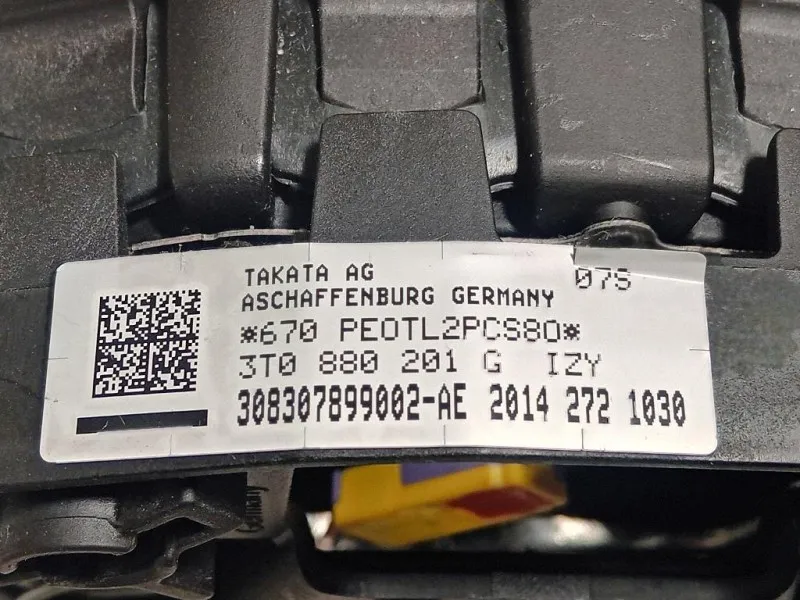 TAKATA AG 07S
ASCHAFFENBURG GERMANY
*670 PEOTL2PCS80*
3T0 880 201 G IZY
308307899002-AE 2014 272 1030